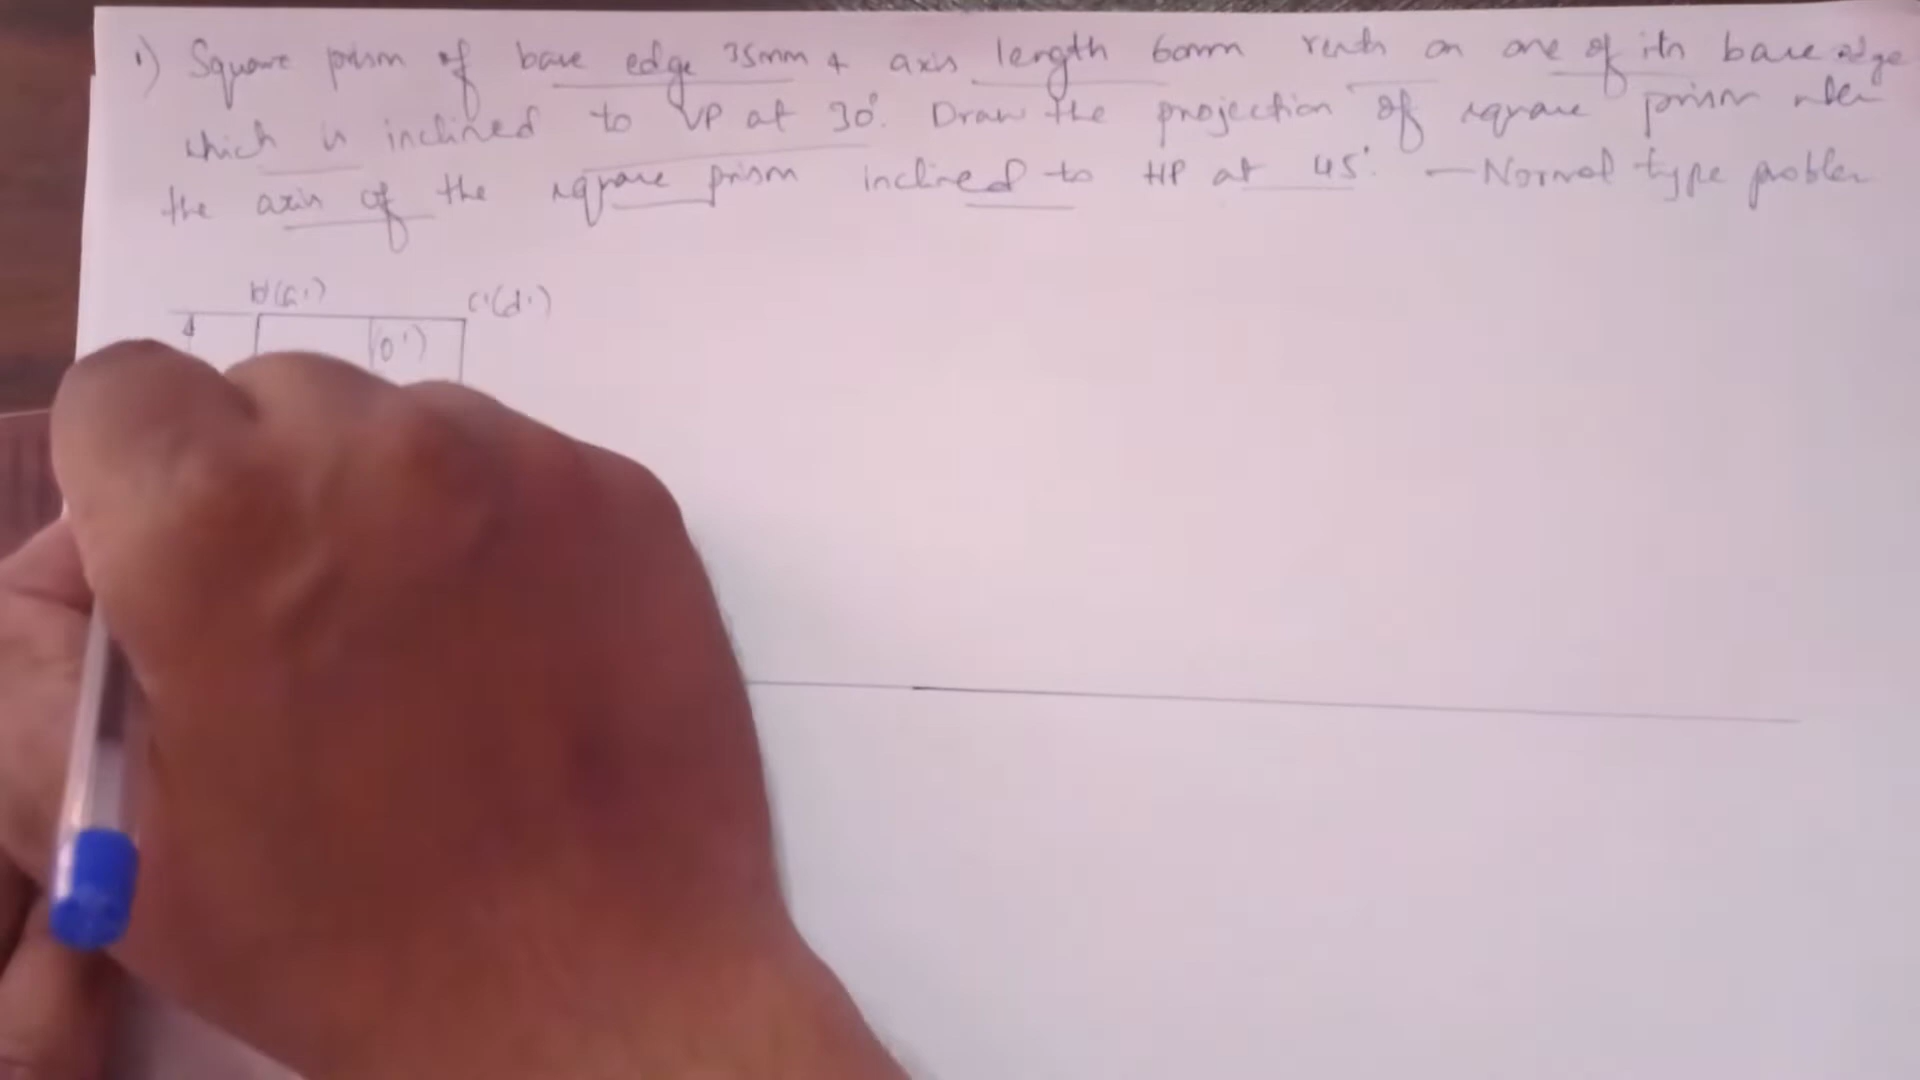 1) Square prism of base edge 35mm & axis length 60mm rests on one of its base edge
which is inclined to VP at 30°. Draw the projection of square prism when
the axis of the square prism inclined to HP at 45°. — Normal type problem
b'(a') c'(d')
(o')